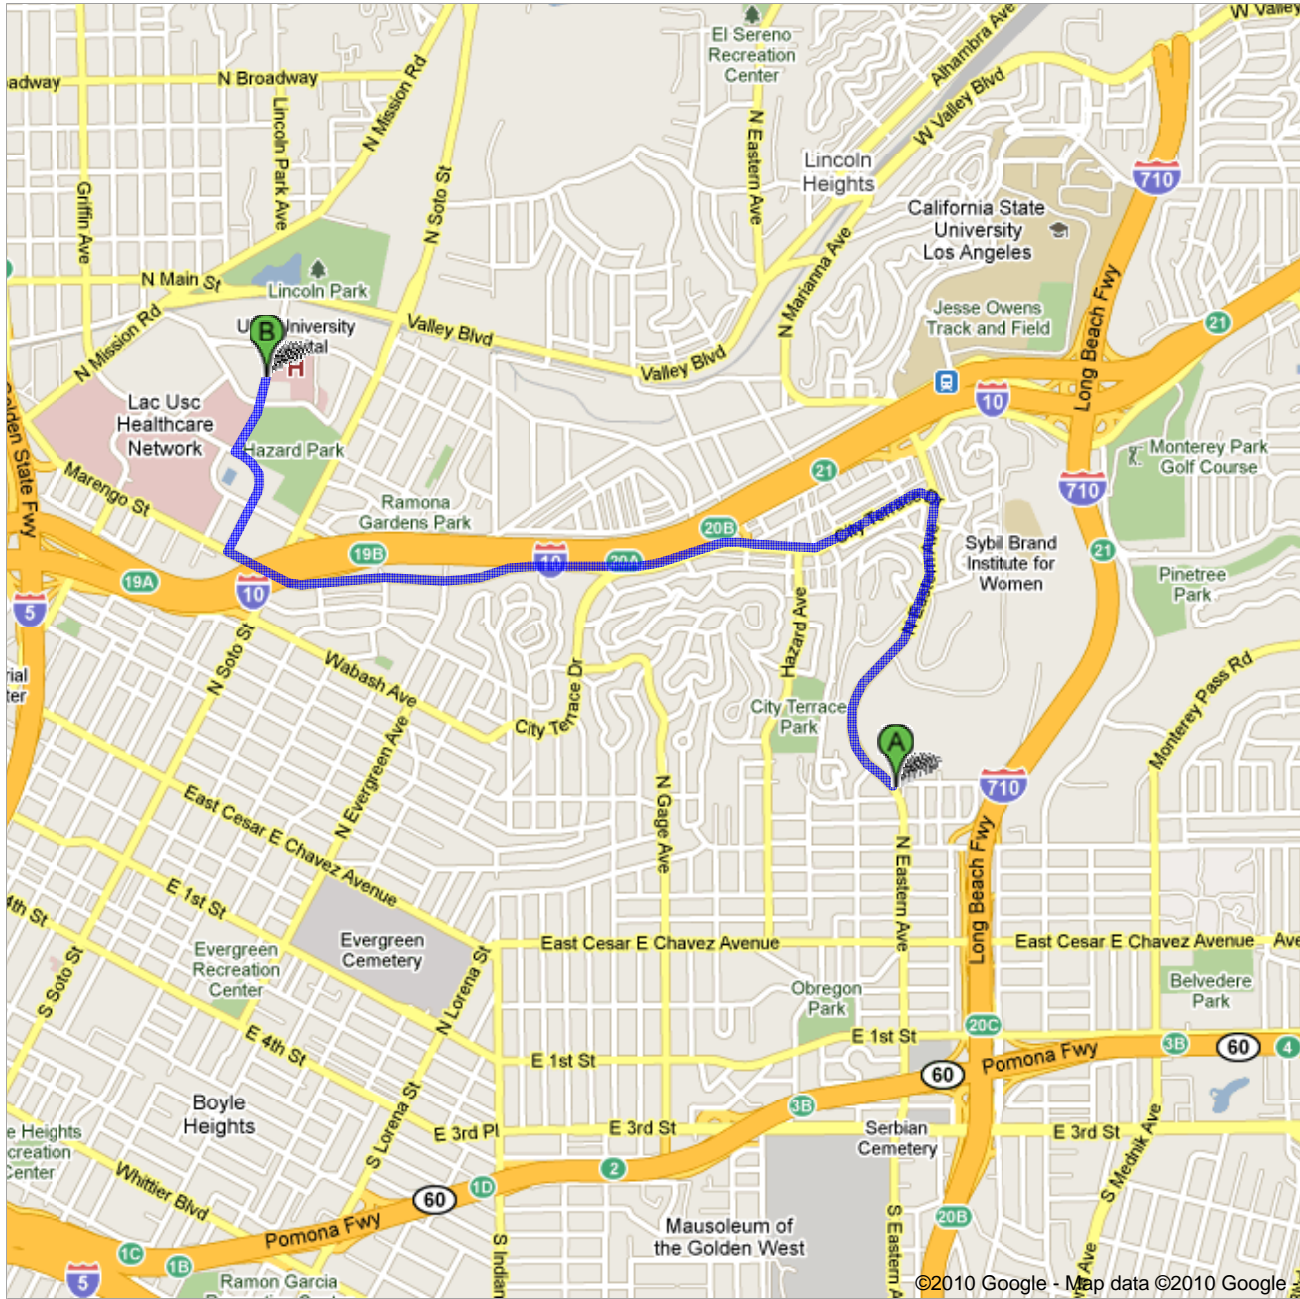 El Sereno
Recreation
Center
W Valley
Alhambra Ave
W Valley Blvd
oadway
N Broadway
N Mission Rd
Lincoln Park Ave
N Eastern Ave
Griffin Ave
N Soto St
Lincoln
Heights
710
California State
University
Los Angeles
N Marianna Ave
N Main St
Lincoln Park
Long Beach Fwy
Jesse Owens
Track and Field
21
N Mission Rd
University
B
H
Valley Blvd
Valley Blvd
10
Lac Usc
Healthcare
Network
Hazard Park
Golden State Fwy
Marengo St
Ramona
Gardens Park
21
Monterey Park
Golf Course
710
City Terrace Dr
20B
19B
10
20A
N Eastern Ave
Sybil Brand
Institute for
Women
21
Pinetree
Park
19A
10
5
Hazard Ave
N Soto St
Wabash Ave
City Terrace Dr
City Terrace
Park
Monterey Pass Rd
A
710
N Evergreen Ave
East Cesar E Chavez Avenue
N Gage Ave
Long Beach Fwy
N Eastern Ave
E 1st St
4th St
Evergreen
Cemetery
East Cesar E Chavez Avenue
East Cesar E Chavez Avenue
Ave
Evergreen
Recreation
Center
S Soto St
N Lorena St
Obregon
Park
Belvedere
Park
E 4th St
E 1st St
E 1st St
20C
Pomona Fwy
3B
60
4
60
Boyle
Heights
3B
S Lorena St
E 3rd Pl
E 3rd St
Serbian
Cemetery
E 3rd St
S Mednik Ave
e Heights
creation
Center
Whittier Blvd
2
1D
60
Pomona Fwy
20B
Mausoleum of
the Golden West
S Eastern A
S Indian
1C
1B
5
Ramon Garcia
©2010 Google - Map data ©2010 Google -